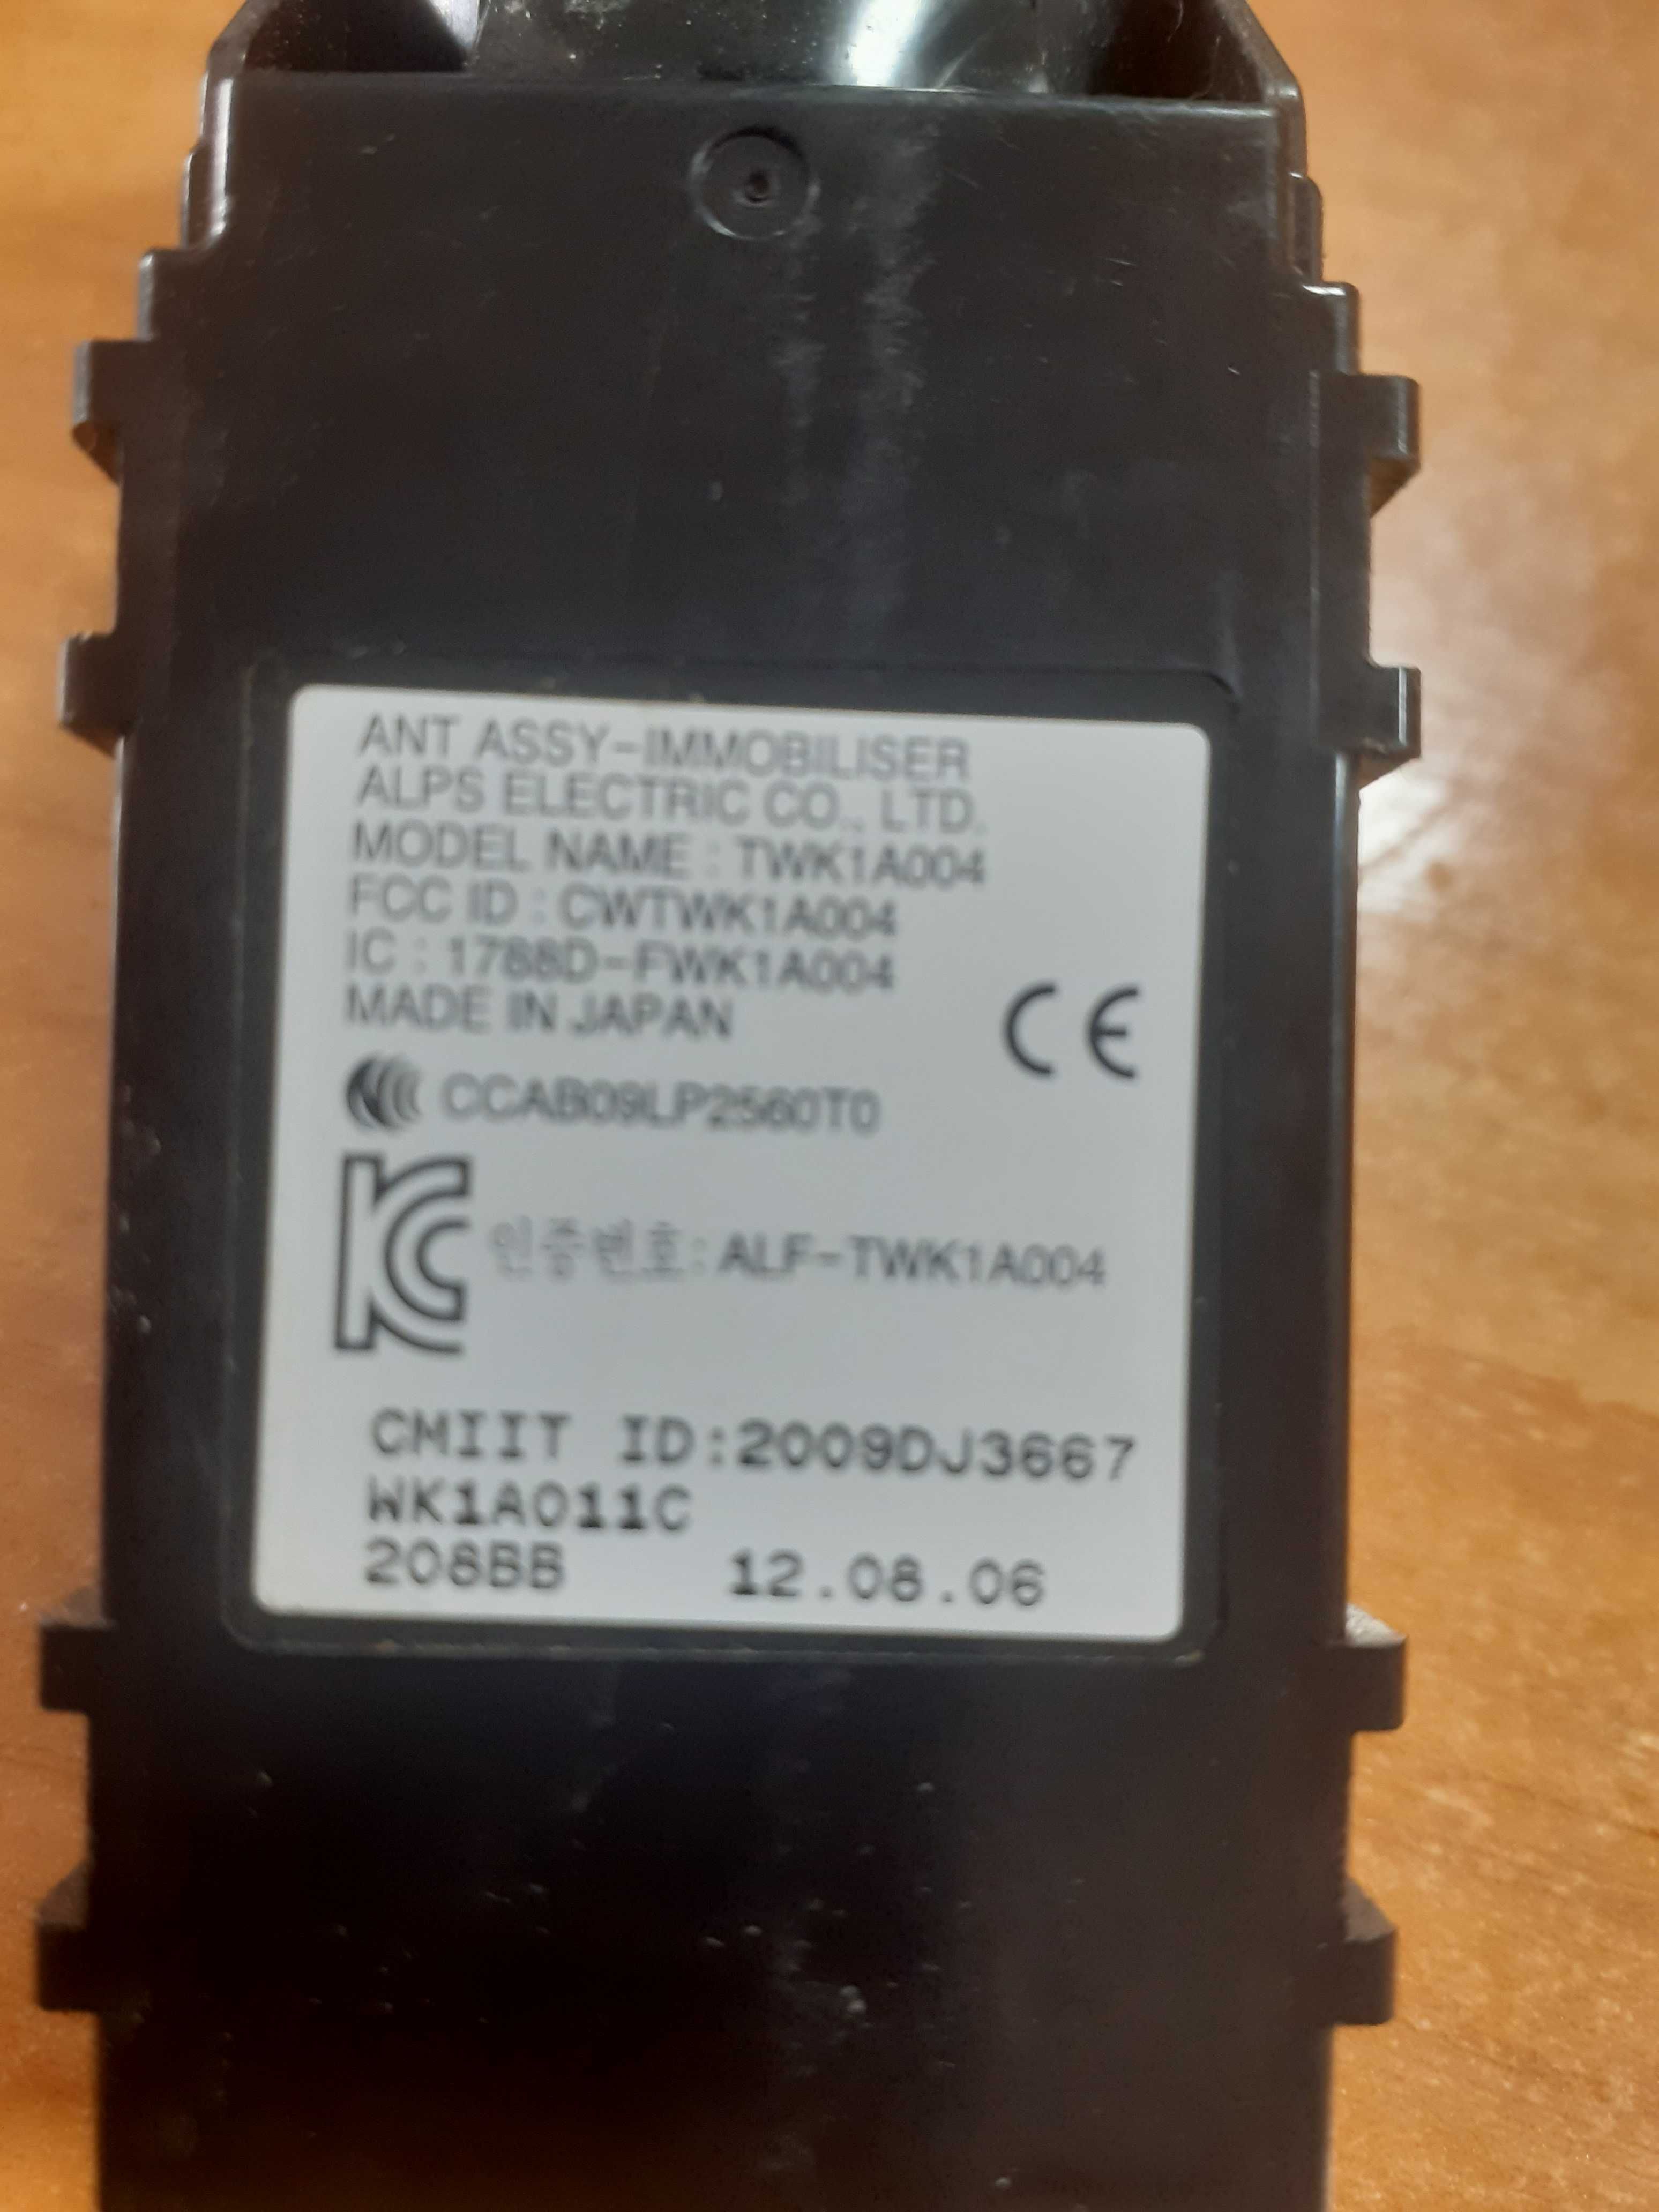 ANT ASSY-IMMOBILISER
ALPS ELECTRIC CO., LTD.
MODEL NAME : TWK1A004
FCC ID : CWTWK1A004
IC : 1788D-FWK1A004
MADE IN JAPAN
CE
CCAB09LP2560T0
인증번호: ALF-TWK1A004
CMIIT ID:2009DJ3667
WK1A011C
208BB 12.08.06